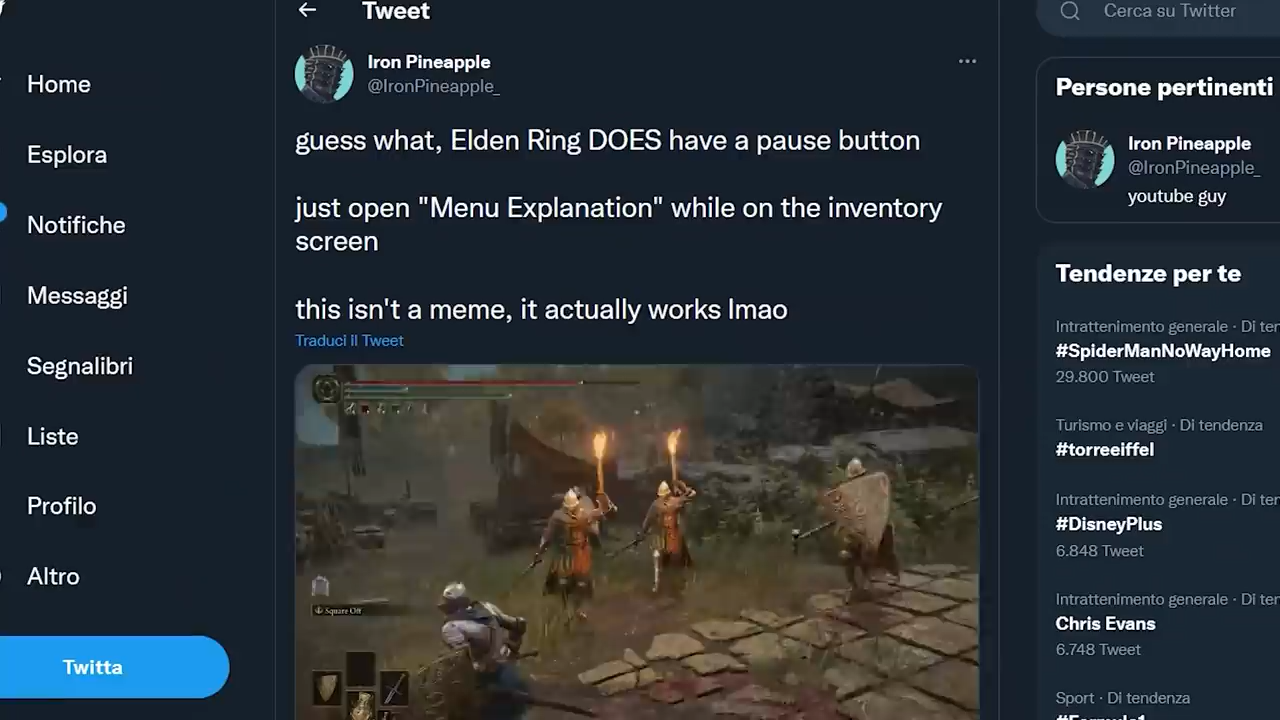 Tweet
Iron Pineapple
@IronPineapple_
guess what, Elden Ring DOES have a pause button
just open "Menu Explanation" while on the inventory
screen
this isn't a meme, it actually works lmao
Traduci il Tweet
Square Off
Home
Esplora
Notifiche
Messaggi
Segnalibri
Liste
Profilo
Altro
Twitta
Cerca su Twitter
Persone pertinenti
Iron Pineapple
@IronPineapple_
youtube guy
Tendenze per te
Intrattenimento generale · Di ter
#SpiderManNoWayHome
29.800 Tweet
Turismo e viaggi · Di tendenza
#torreeiffel
Intrattenimento generale · Di ter
#DisneyPlus
6.848 Tweet
Intrattenimento generale · Di ter
Chris Evans
6.748 Tweet
Sport · Di tendenza